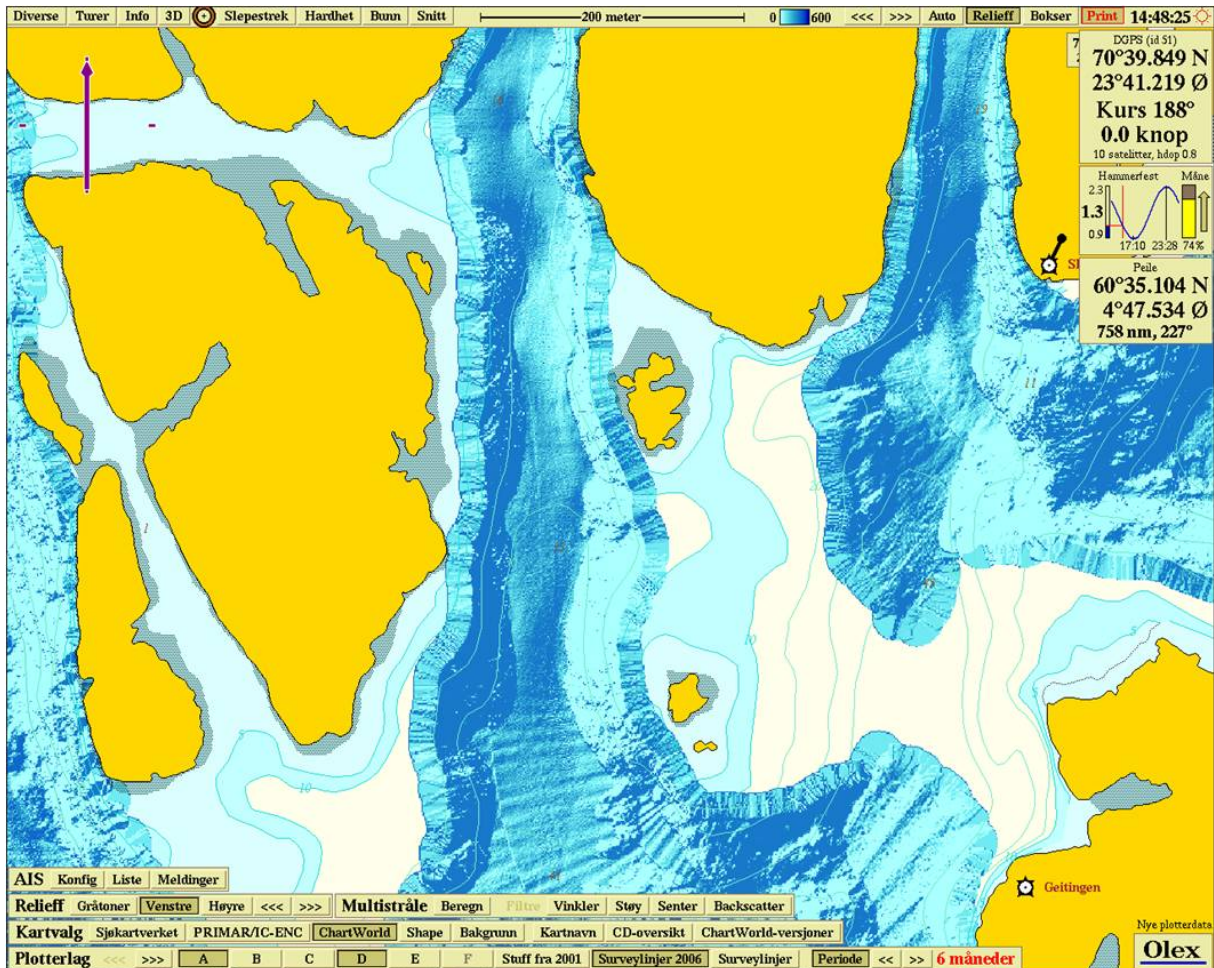 Diverse Turer Info 3D Slepestrek Hardhet Bunn Snitt 200 meter 0 600 <<< >>> Auto Relieff Bokser Print 14:48:25
DGPS (id 51)
70°39.849 N
23°41.219 Ø
Kurs 188°
0.0 knop
10 satelitter, hdop 0.8
Hammerfest Måne
2.3
1.3
0.9
17:10 23:28 74%
Peile
60°35.104 N
4°47.534 Ø
758 nm, 227°
11
1
10
10
Geitingen
AIS Konfig Liste Meldinger
Relieff Gråtoner Venstre Høyre <<< >>> Multistråle Beregn Filtre Vinkler Støy Senter Backscatter
Kartvalg Sjøkartverket PRIMAR/IC-ENC ChartWorld Shape Bakgrunn Kartnavn CD-oversikt ChartWorld-versjoner
Nye plotterdata
Plotterlag <<< >>> A B C D E F Stuff fra 2001 Surveylinjer 2006 Surveylinjer Periode << >> 6 måneder
Olex